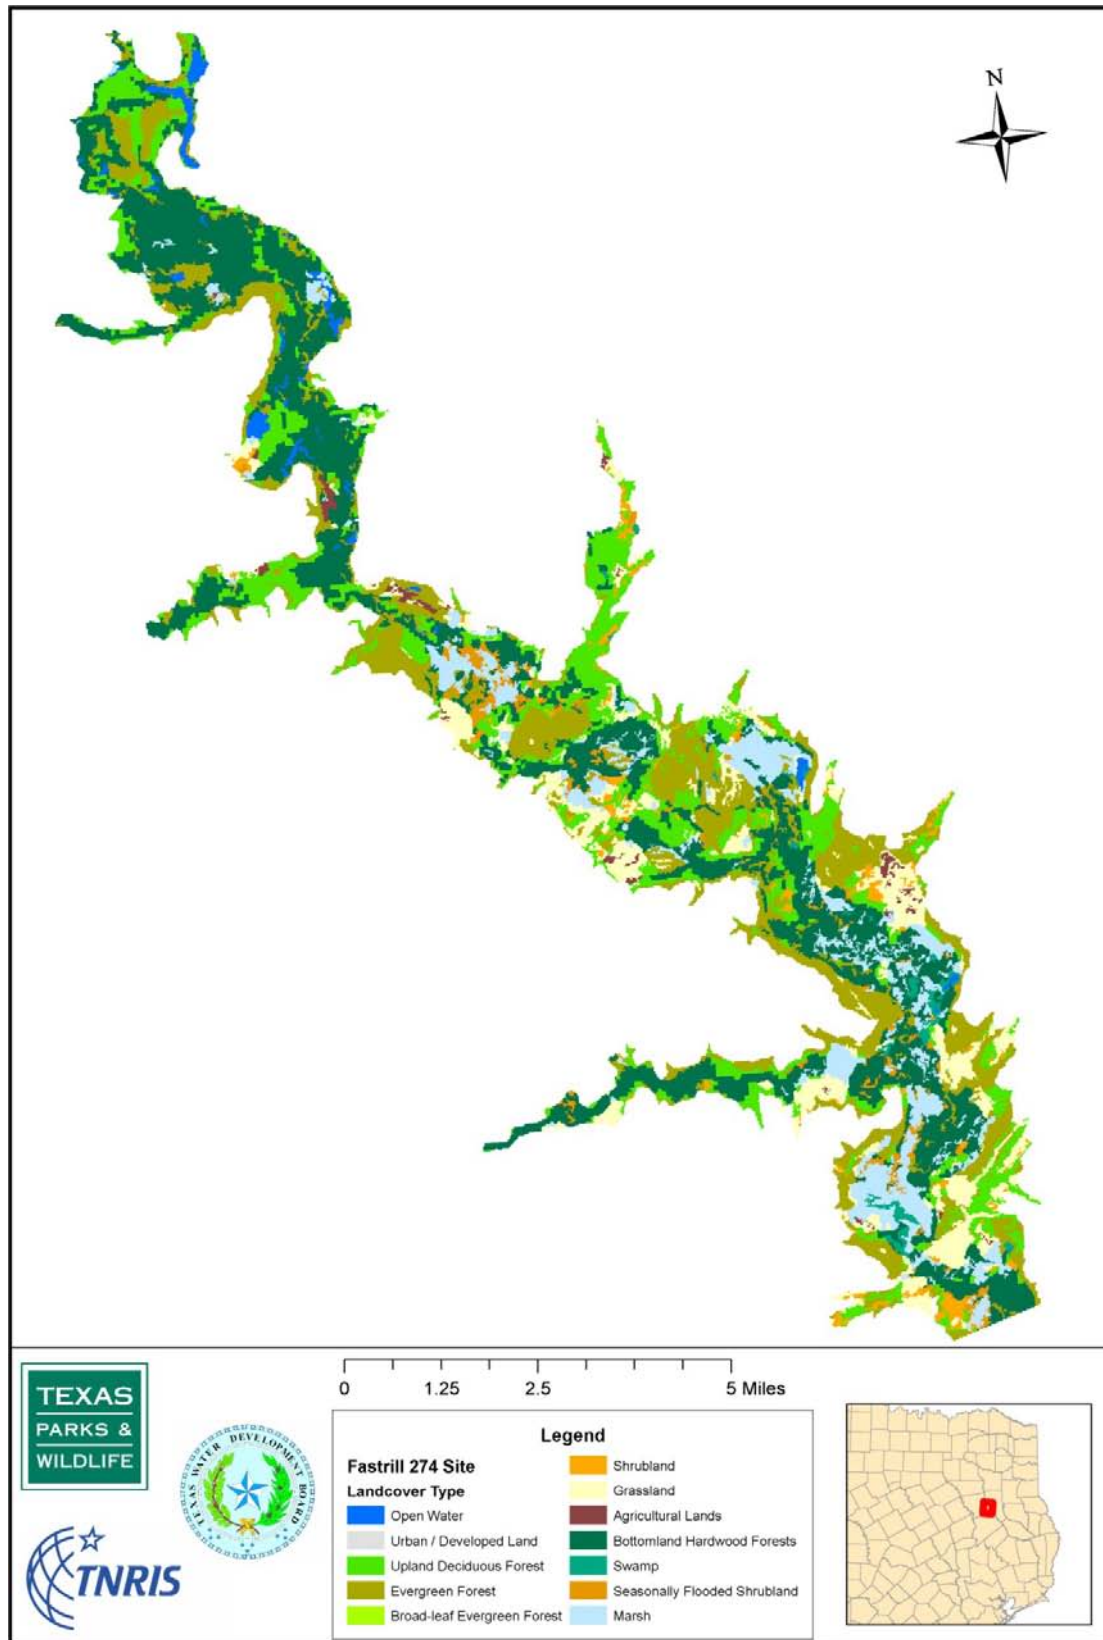 N
0 1.25 2.5 5 Miles
TEXAS
PARKS &
WILDLIFE
TEXAS WATER DEVELOPMENT BOARD
TNRIS
Legend
Fastrill 274 Site
Landcover Type
Open Water
Urban / Developed Land
Upland Deciduous Forest
Evergreen Forest
Broad-leaf Evergreen Forest
Shrubland
Grassland
Agricultural Lands
Bottomland Hardwood Forests
Swamp
Seasonally Flooded Shrubland
Marsh